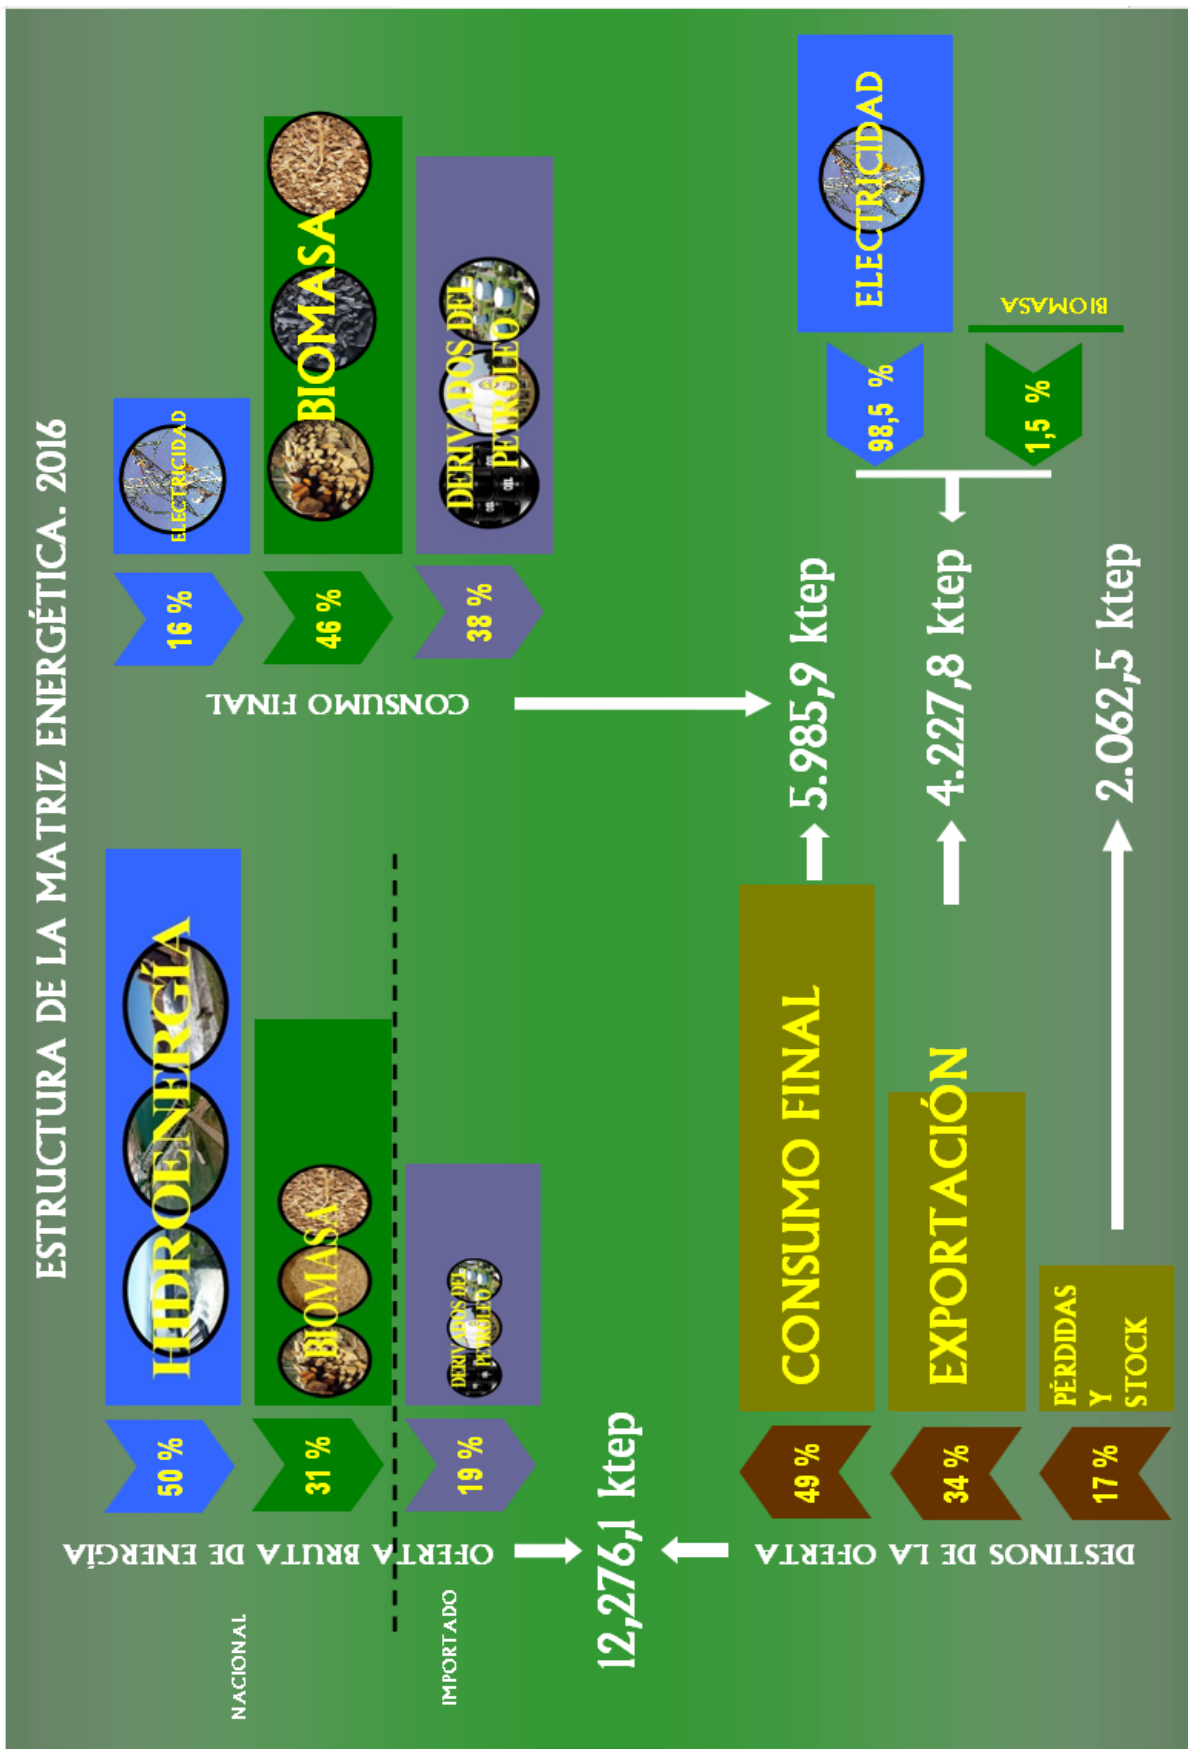 ESTRUCTURA DE LA MATRIZ ENERGÉTICA. 2016
OFERTA BRUTA DE ENERGÍA
NACIONAL
IMPORTADO
50 %
HIDROENERGÍA
31 %
BIOMASA
19 %
DERIVADOS DEL
PETROLEO
12,276,1 ktep
CONSUMO FINAL
16 %
ELECTRICIDAD
46 %
BIOMASA
38 %
DERIVADOS DEL
PETROLEO
DESTINOS DE LA OFERTA
49 %
CONSUMO FINAL
5.985,9 ktep
34 %
EXPORTACIÓN
4.227,8 ktep
17 %
PÉRDIDAS
Y
STOCK
2.062,5 ktep
98,5 %
ELECTRICIDAD
1,5 %
BIOMASA